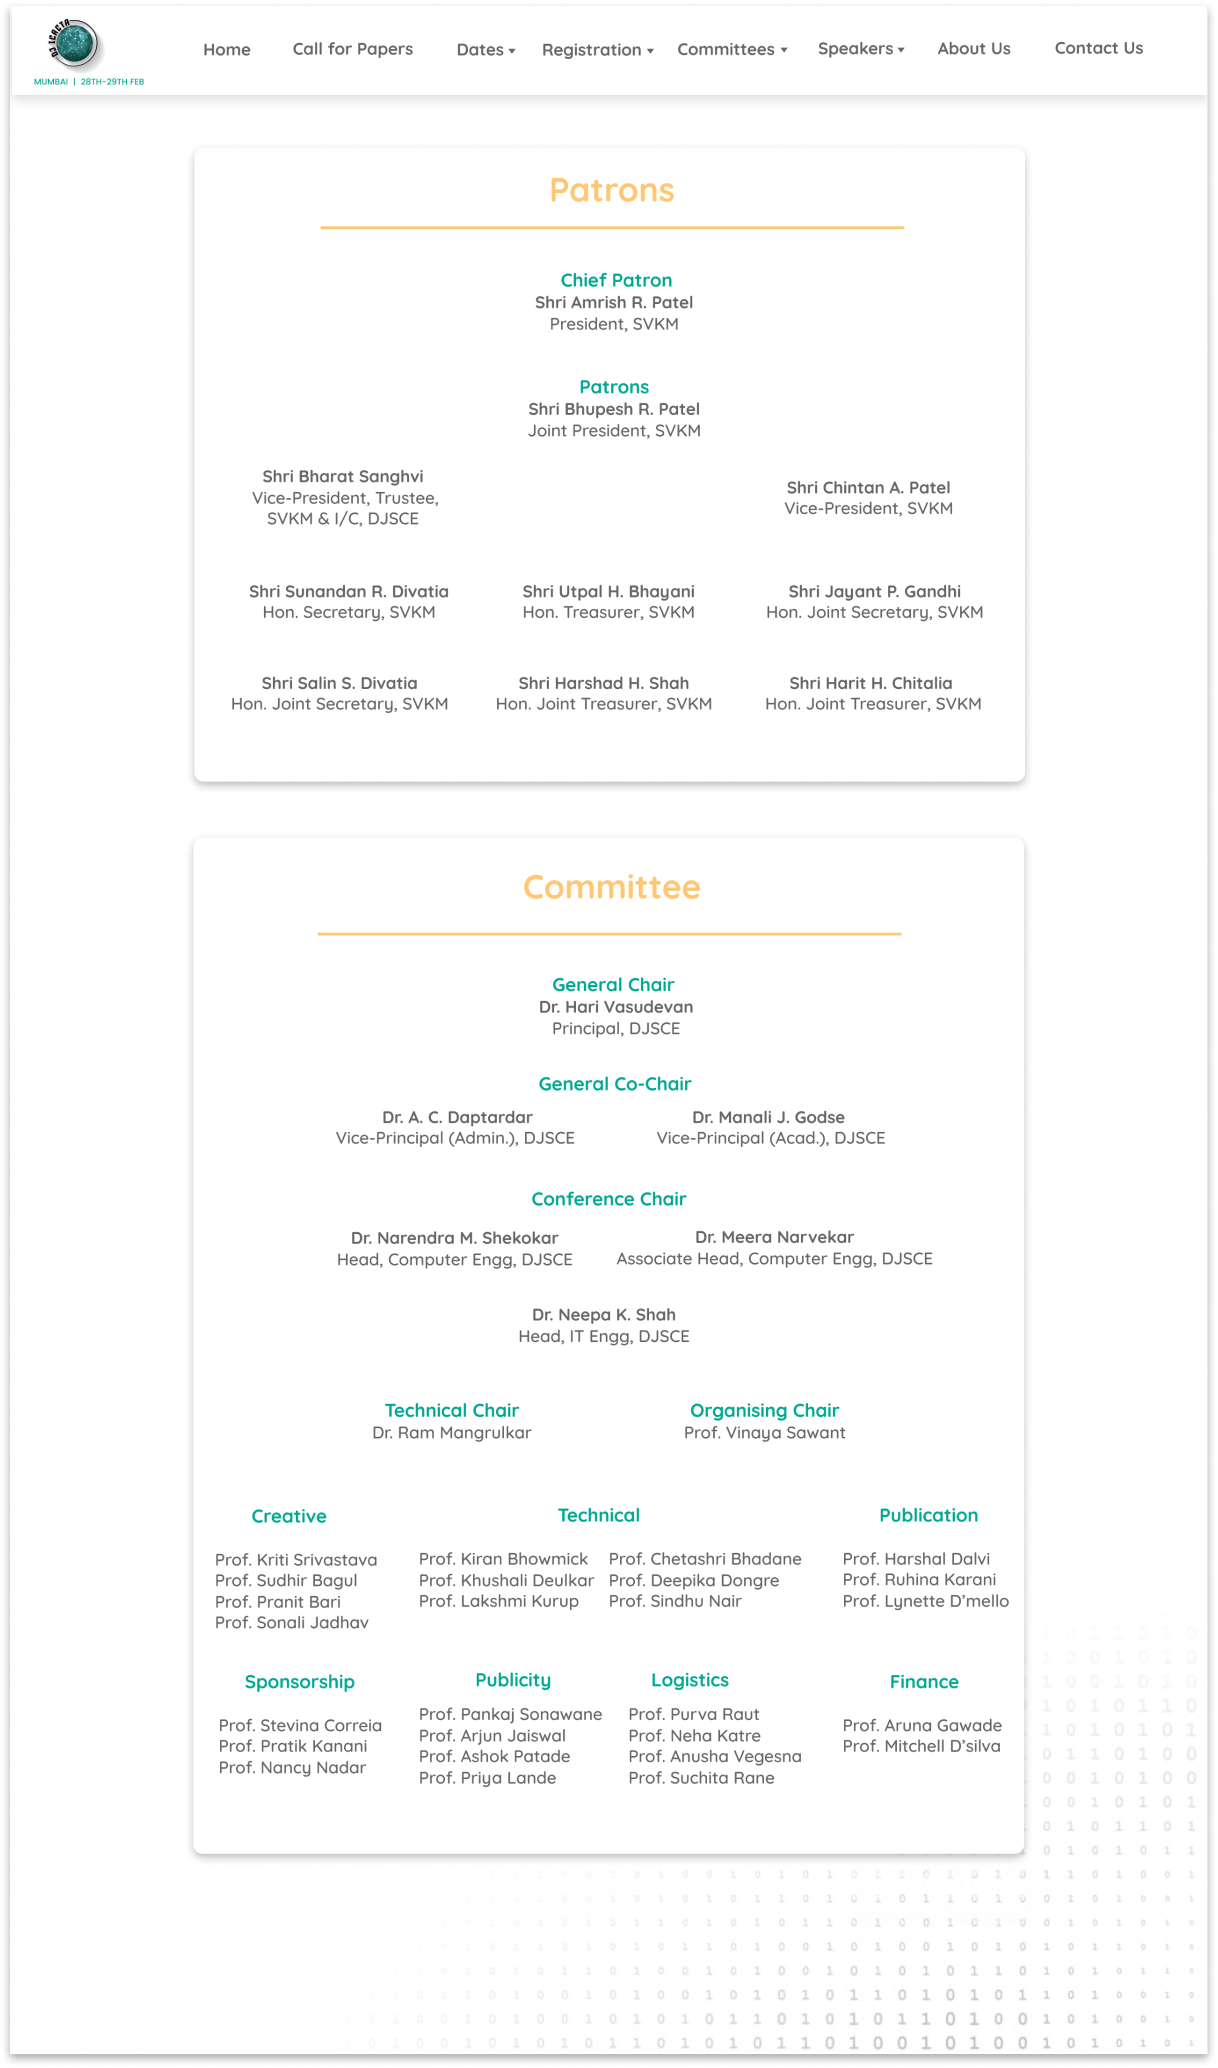 DJ ICACTA
MUMBAI | 28TH-29TH FEB
Home
Call for Papers
Dates
Registration
Committees
Speakers
About Us
Contact Us
Patrons
Chief Patron
Shri Amrish R. Patel
President, SVKM
Patrons
Shri Bhupesh R. Patel
Joint President, SVKM
Shri Bharat Sanghvi
Vice-President, Trustee,
SVKM & I/C, DJSCE
Shri Chintan A. Patel
Vice-President, SVKM
Shri Sunandan R. Divatia
Hon. Secretary, SVKM
Shri Utpal H. Bhayani
Hon. Treasurer, SVKM
Shri Jayant P. Gandhi
Hon. Joint Secretary, SVKM
Shri Salin S. Divatia
Hon. Joint Secretary, SVKM
Shri Harshad H. Shah
Hon. Joint Treasurer, SVKM
Shri Harit H. Chitalia
Hon. Joint Treasurer, SVKM
Committee
General Chair
Dr. Hari Vasudevan
Principal, DJSCE
General Co-Chair
Dr. A. C. Daptardar
Vice-Principal (Admin.), DJSCE
Dr. Manali J. Godse
Vice-Principal (Acad.), DJSCE
Conference Chair
Dr. Narendra M. Shekokar
Head, Computer Engg, DJSCE
Dr. Meera Narvekar
Associate Head, Computer Engg, DJSCE
Dr. Neepa K. Shah
Head, IT Engg, DJSCE
Technical Chair
Dr. Ram Mangrulkar
Organising Chair
Prof. Vinaya Sawant
Creative
Prof. Kriti Srivastava
Prof. Sudhir Bagul
Prof. Pranit Bari
Prof. Sonali Jadhav
Technical
Prof. Kiran Bhowmick
Prof. Khushali Deulkar
Prof. Lakshmi Kurup
Prof. Chetashri Bhadane
Prof. Deepika Dongre
Prof. Sindhu Nair
Publication
Prof. Harshal Dalvi
Prof. Ruhina Karani
Prof. Lynette D'mello
Sponsorship
Prof. Stevina Correia
Prof. Pratik Kanani
Prof. Nancy Nadar
Publicity
Prof. Pankaj Sonawane
Prof. Arjun Jaiswal
Prof. Ashok Patade
Prof. Priya Lande
Logistics
Prof. Purva Raut
Prof. Neha Katre
Prof. Anusha Vegesna
Prof. Suchita Rane
Finance
Prof. Aruna Gawade
Prof. Mitchell D'silva